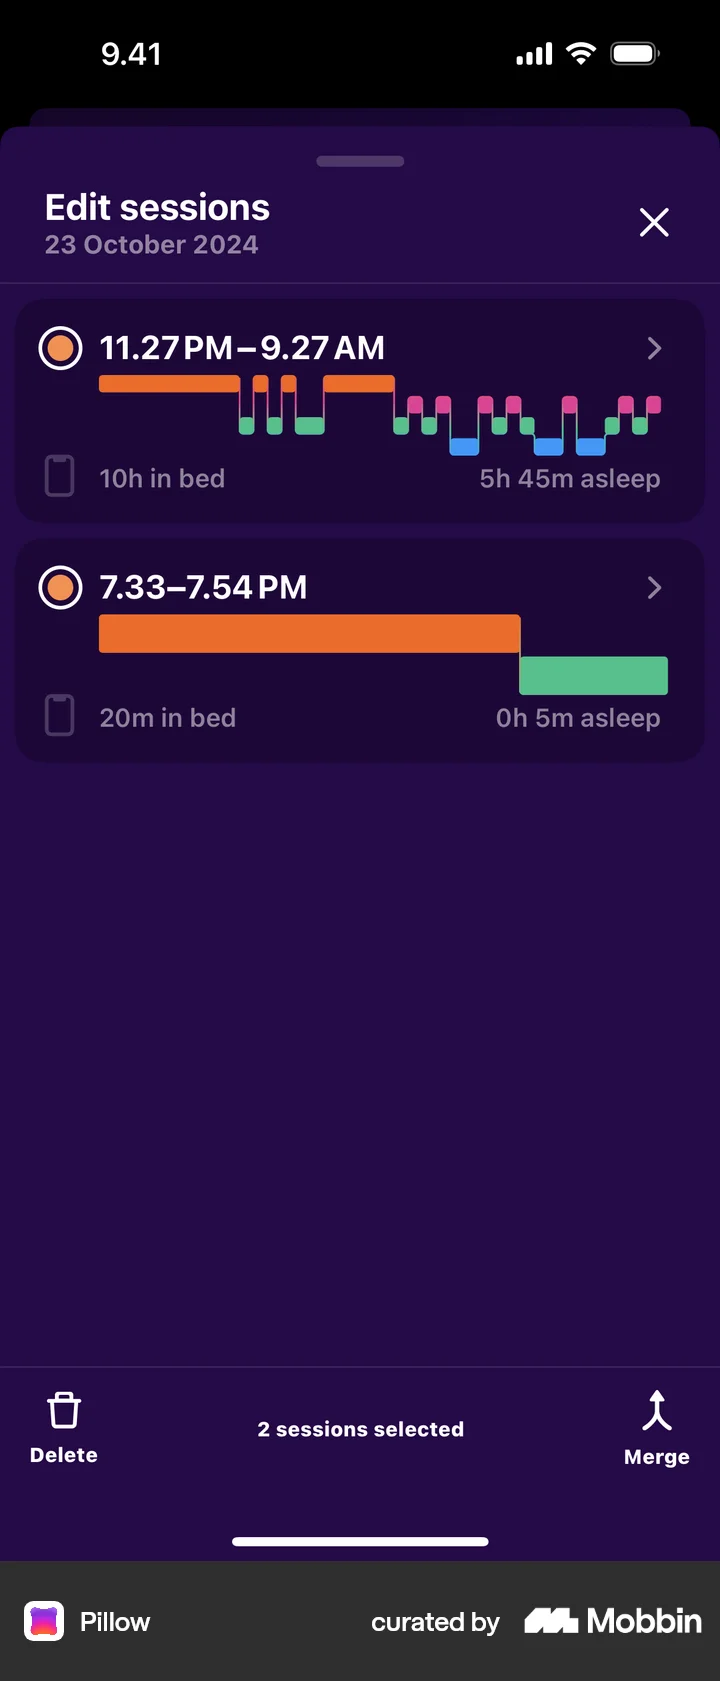 9.41
Edit sessions
23 October 2024
11.27 PM–9.27 AM
10h in bed
5h 45m asleep
7.33–7.54 PM
20m in bed
0h 5m asleep
Delete
2 sessions selected
Merge
Pillow
curated by Mobbin